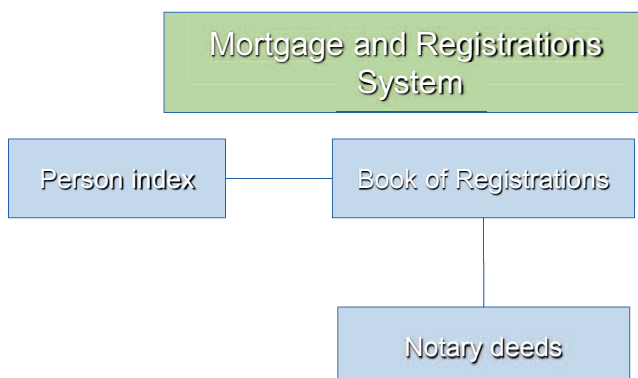 Mortgage and Registrations
System
Person index
Book of Registrations
Notary deeds